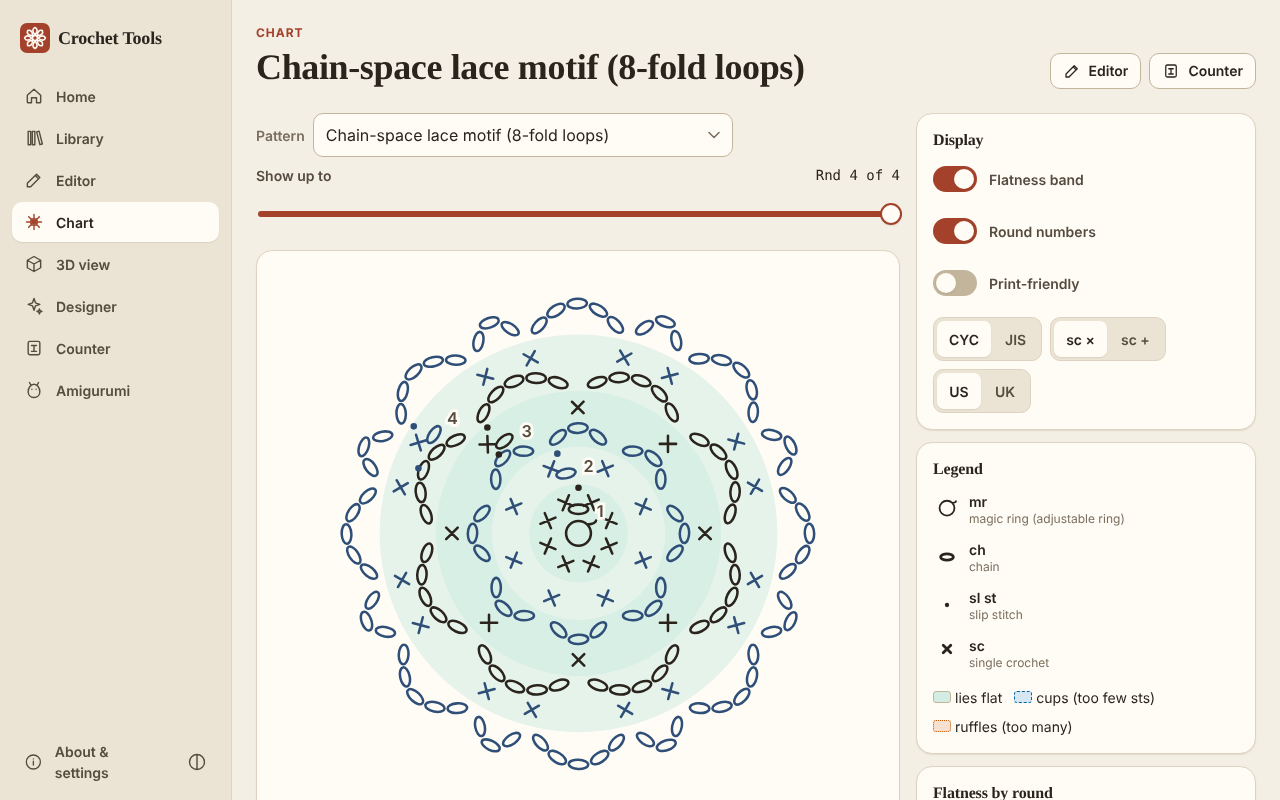 Crochet Tools
Home
Library
Editor
Chart
3D view
Designer
Counter
Amigurumi
About &
settings
CHART
Chain-space lace motif (8-fold loops)
Editor
Counter
Pattern
Chain-space lace motif (8-fold loops)
Show up to
Rnd 4 of 4
4
3
2
1
Display
Flatness band
Round numbers
Print-friendly
CYC
JIS
sc ×
sc +
US
UK
Legend
mr
magic ring (adjustable ring)
ch
chain
sl st
slip stitch
sc
single crochet
lies flat
cups (too few sts)
ruffles (too many)
Flatness by round